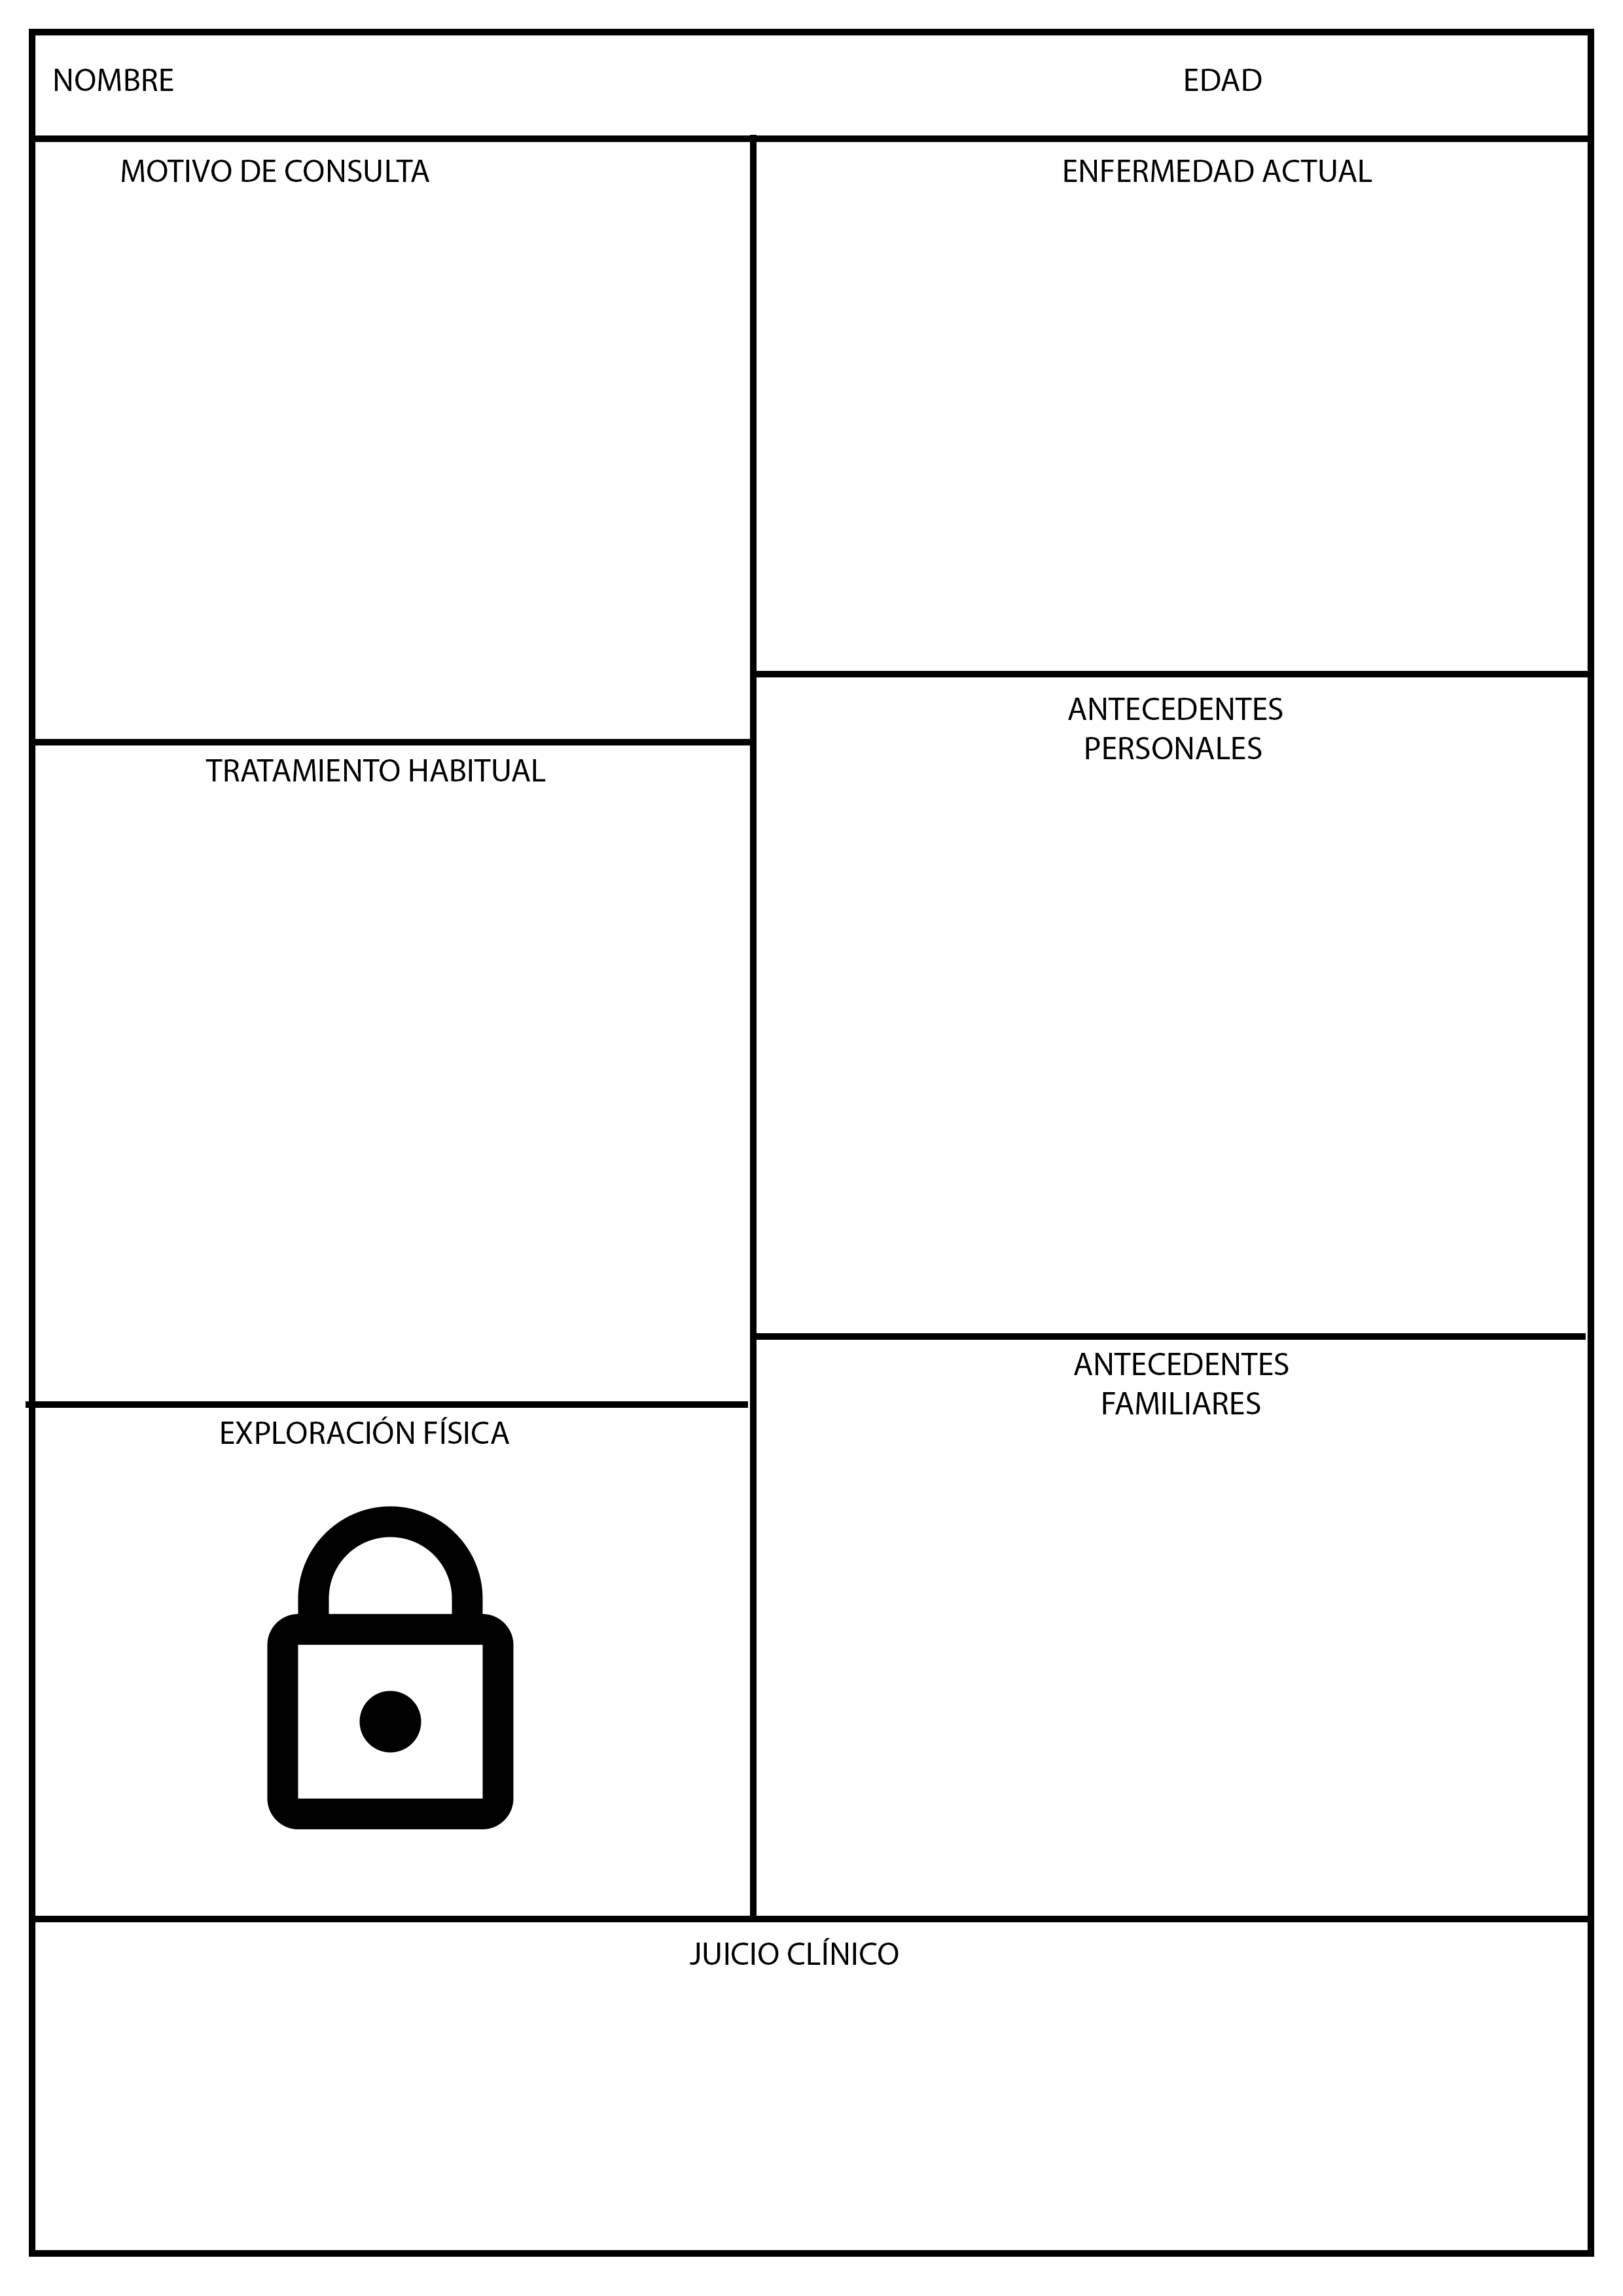 NOMBRE
EDAD
MOTIVO DE CONSULTA
ENFERMEDAD ACTUAL
TRATAMIENTO HABITUAL
ANTECEDENTES
PERSONALES
EXPLORACIÓN FÍSICA
ANTECEDENTES
FAMILIARES
JUICIO CLÍNICO